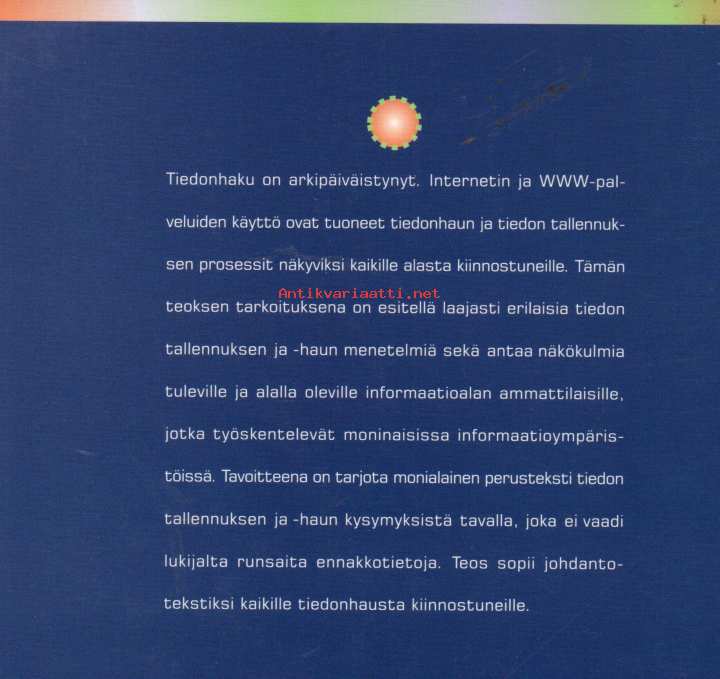 Tiedonhaku on arkipäiväistynyt. Internetin ja WWW-pal-
veluiden käyttö ovat tuoneet tiedonhaun ja tiedon tallennuk-
sen prosessit näkyviksi kaikille alasta kiinnostuneille. Tämän
Antikvariaatti.net
teoksen tarkoituksena on esitellä laajasti erilaisia tiedon
tallennuksen ja -haun menetelmiä sekä antaa näkökulmia
tuleville ja alalla oleville informaatioalan ammattilaisille,
jotka työskentelevät moninaisissa informaatioympäris-
töissä. Tavoitteena on tarjota monialainen perusteksti tiedon
tallennuksen ja -haun kysymyksistä tavalla, joka ei vaadi
lukijalta runsaita ennakkotietoja. Teos sopii johdanto-
tekstiksi kaikille tiedonhausta kiinnostuneille.